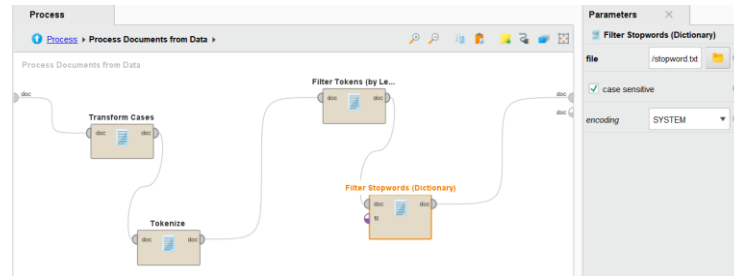 Process
Process ▸ Process Documents from Data ▸
Process Documents from Data
doc
Transform Cases
doc doc
Tokenize
doc doc
Filter Tokens (by Le...
doc doc
Filter Stopwords (Dictionary)
doc doc
fil
doc
doc
Parameters ×
Filter Stopwords (Dictionary)
file /stopword.txt
case sensitive
encoding SYSTEM